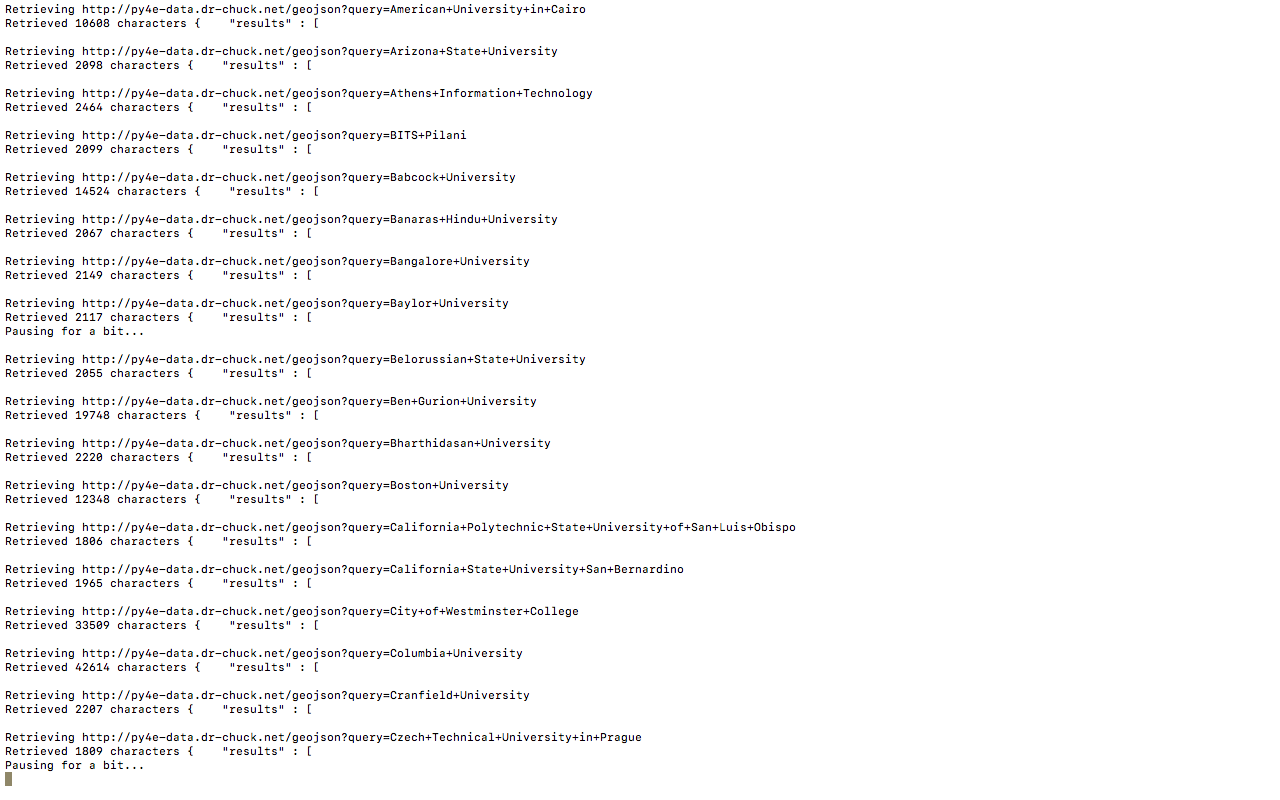 Retrieving http://py4e-data.dr-chuck.net/geojson?query=American+University+in+Cairo
Retrieved 10608 characters {    "results" : [
Retrieving http://py4e-data.dr-chuck.net/geojson?query=Arizona+State+University
Retrieved 2098 characters {    "results" : [
Retrieving http://py4e-data.dr-chuck.net/geojson?query=Athens+Information+Technology
Retrieved 2464 characters {    "results" : [
Retrieving http://py4e-data.dr-chuck.net/geojson?query=BITS+Pilani
Retrieved 2099 characters {    "results" : [
Retrieving http://py4e-data.dr-chuck.net/geojson?query=Babcock+University
Retrieved 14524 characters {    "results" : [
Retrieving http://py4e-data.dr-chuck.net/geojson?query=Banaras+Hindu+University
Retrieved 2067 characters {    "results" : [
Retrieving http://py4e-data.dr-chuck.net/geojson?query=Bangalore+University
Retrieved 2149 characters {    "results" : [
Retrieving http://py4e-data.dr-chuck.net/geojson?query=Baylor+University
Retrieved 2117 characters {    "results" : [
Pausing for a bit...
Retrieving http://py4e-data.dr-chuck.net/geojson?query=Belorussian+State+University
Retrieved 2055 characters {    "results" : [
Retrieving http://py4e-data.dr-chuck.net/geojson?query=Ben+Gurion+University
Retrieved 19748 characters {    "results" : [
Retrieving http://py4e-data.dr-chuck.net/geojson?query=Bharthidasan+University
Retrieved 2220 characters {    "results" : [
Retrieving http://py4e-data.dr-chuck.net/geojson?query=Boston+University
Retrieved 12348 characters {    "results" : [
Retrieving http://py4e-data.dr-chuck.net/geojson?query=California+Polytechnic+State+University+of+San+Luis+Obispo
Retrieved 1806 characters {    "results" : [
Retrieving http://py4e-data.dr-chuck.net/geojson?query=California+State+University+San+Bernardino
Retrieved 1965 characters {    "results" : [
Retrieving http://py4e-data.dr-chuck.net/geojson?query=City+of+Westminster+College
Retrieved 33509 characters {    "results" : [
Retrieving http://py4e-data.dr-chuck.net/geojson?query=Columbia+University
Retrieved 42614 characters {    "results" : [
Retrieving http://py4e-data.dr-chuck.net/geojson?query=Cranfield+University
Retrieved 2207 characters {    "results" : [
Retrieving http://py4e-data.dr-chuck.net/geojson?query=Czech+Technical+University+in+Prague
Retrieved 1809 characters {    "results" : [
Pausing for a bit...